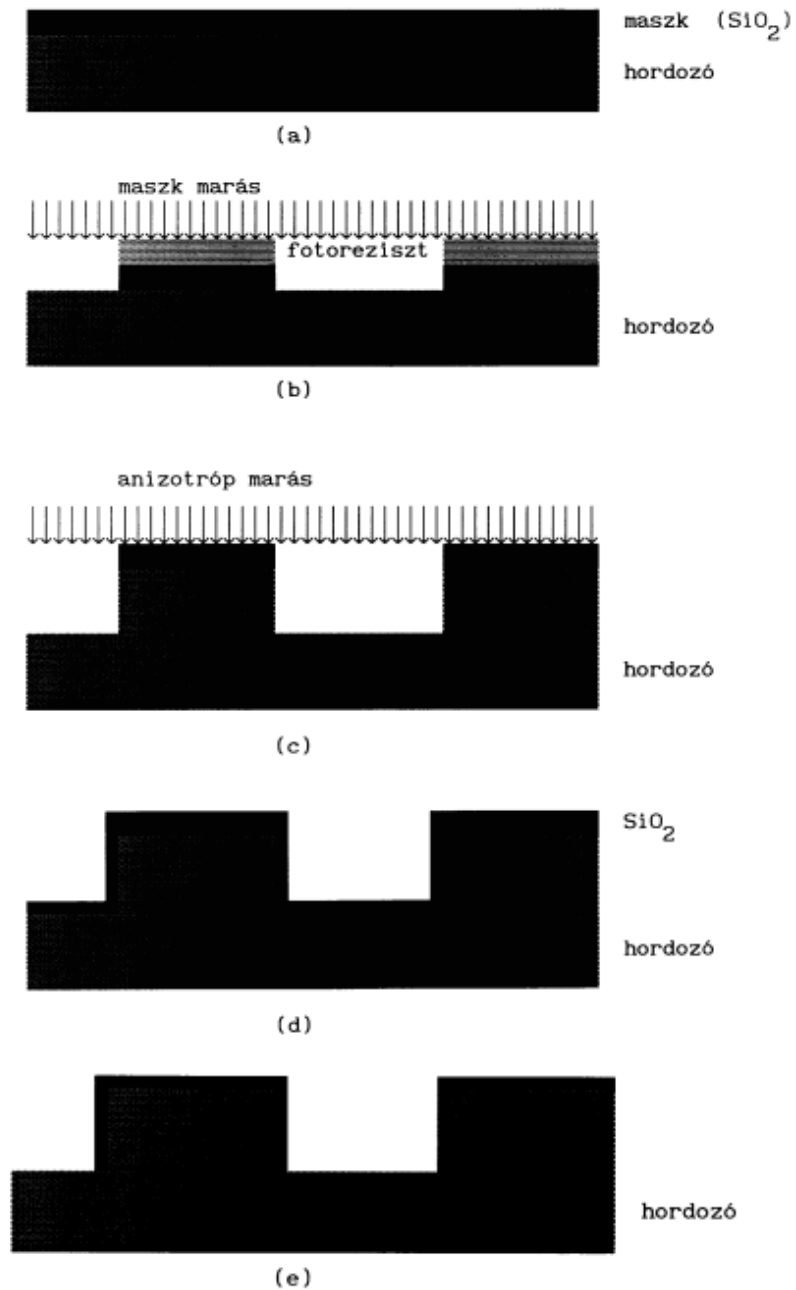 maszk (SiO2)
hordozó
(a)
maszk marás
fotoreziszt
hordozó
(b)
anizotróp marás
hordozó
(c)
SiO2
hordozó
(d)
hordozó
(e)